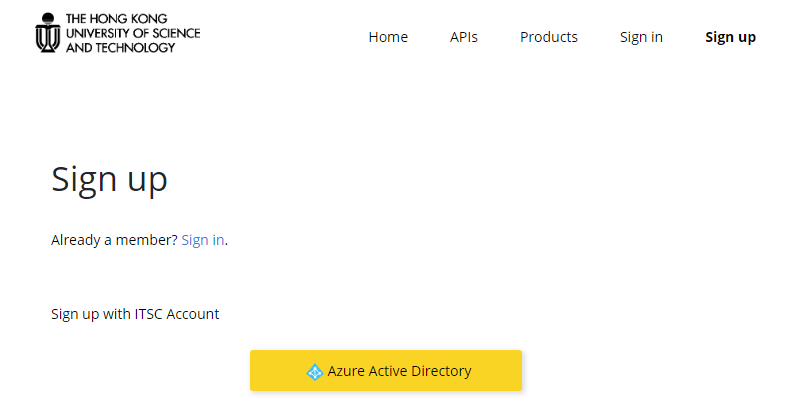 THE HONG KONG
UNIVERSITY OF SCIENCE
AND TECHNOLOGY
Home APIs Products Sign in Sign up
Sign up
Already a member? Sign in.
Sign up with ITSC Account
Azure Active Directory